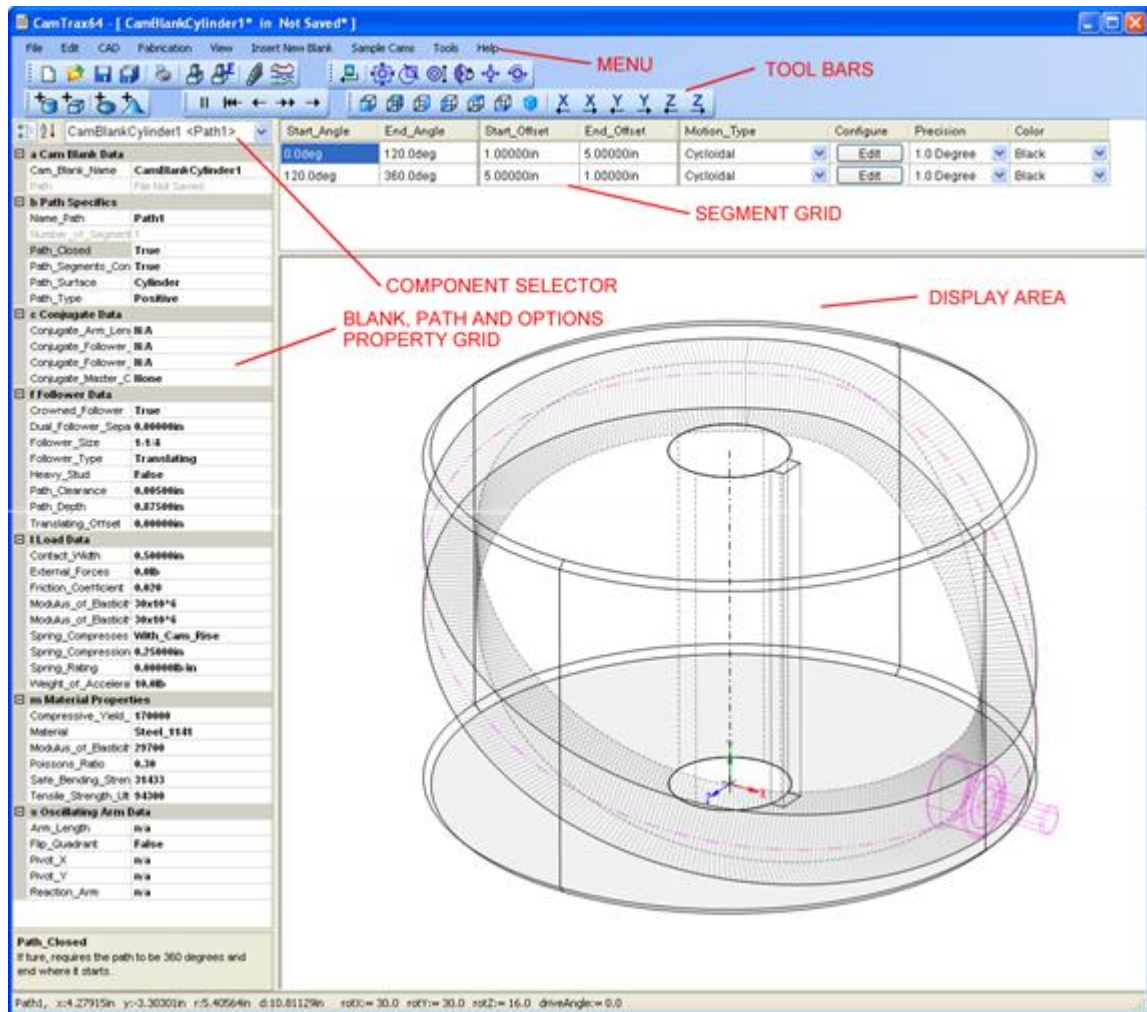 CamTrax64 - [ CamBlankCylinder1* in Not Saved* ]
File Edit CAD Fabrication View Insert New Blank Sample Cams Tools Help
MENU
TOOL BARS
X X Y Y Z Z
CamBlankCylinder1 <Path1>
Start_Angle End_Angle Start_Offset End_Offset Motion_Type Configure Precision Color
0.0deg 120.0deg 1.00000in 5.00000in Cycloidal Edit 1.0 Degree Black
120.0deg 360.0deg 5.00000in 1.00000in Cycloidal Edit 1.0 Degree Black
SEGMENT GRID
COMPONENT SELECTOR
DISPLAY AREA
BLANK, PATH AND OPTIONS
PROPERTY GRID
a Cam Blank Data
Cam_Blank_Name CamBlankCylinder1
Path File Not Saved
b Path Specifics
Name_Path Path1
Number_of_Segment 1
Path_Closed True
Path_Segments_Con True
Path_Surface Cylinder
Path_Type Positive
c Conjugate Data
Conjugate_Arm_Len N/A
Conjugate_Follower_ N/A
Conjugate_Follower_ N/A
Conjugate_Master_C None
f Follower Data
Crowned_Follower True
Dual_Follower_Sepa 0.00000in
Follower_Size 1-1/4
Follower_Type Translating
Heavy_Stud False
Path_Clearance 0.00500in
Path_Depth 0.87500in
Translating_Offset 0.00000in
l Load Data
Contact_Width 0.50000in
External_Forces 0.0lb
Friction_Coefficient 0.020
Modulus_of_Elasticit 30x10^6
Modulus_of_Elasticit 30x10^6
Spring_Compresses With_Cam_Rise
Spring_Compression 0.25000in
Spring_Rating 0.00000lb/in
Weight_of_Accelera 10.0lb
m Material Properties
Compressive_Yield_ 170000
Material Steel_1141
Modulus_of_Elasticit 29700
Poissons_Ratio 0.30
Safe_Bending_Stren 31433
Tensile_Strength_Ult 94300
Oscillating Arm Data
Arm_Length n/a
Flip_Quadrant False
Pivot_X n/a
Pivot_Y n/a
Reaction_Arm n/a
Path_Closed
If ture, requires the path to be 360 degrees and
end where it starts.
Path1, x:4.27915in y:-3.30301in r:5.40564in d:10.81129in rotX:= 30.0 rotY:= 30.0 rotZ:= 16.0 driveAngle:= 0.0